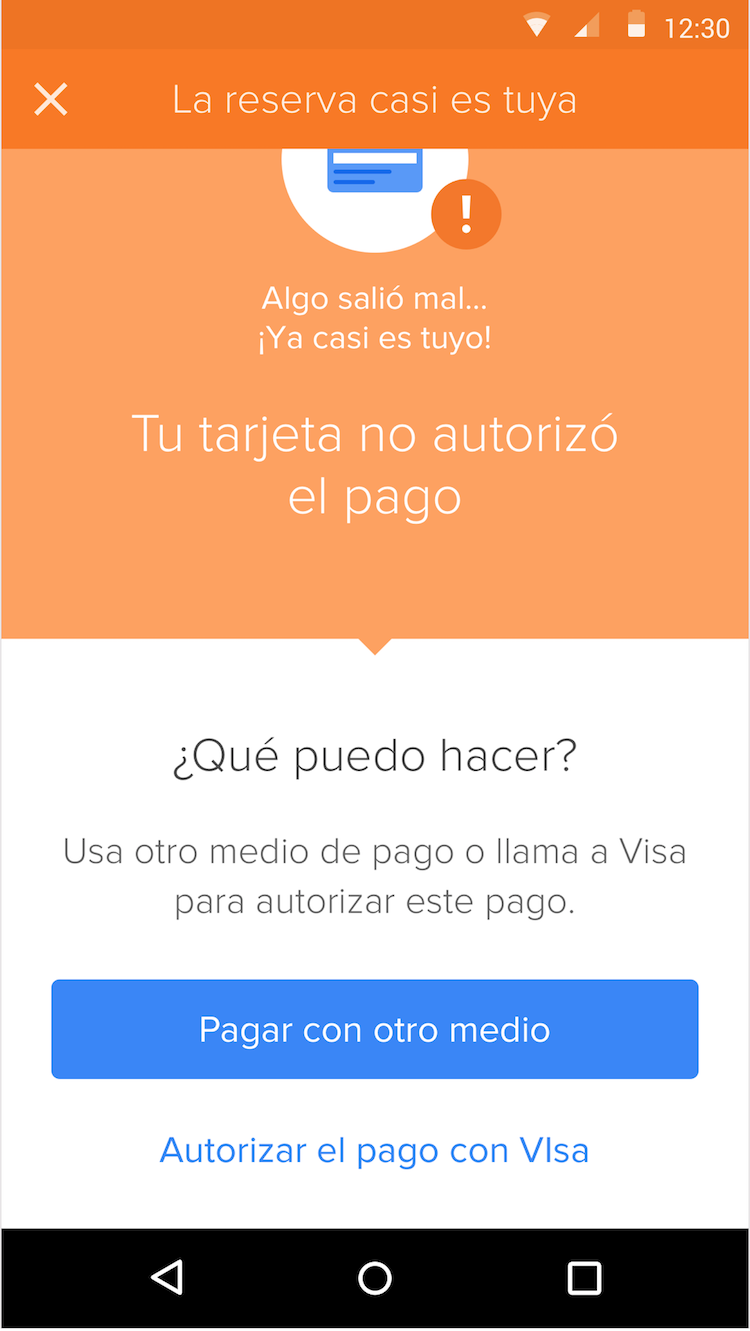 12:30
La reserva casi es tuya
!
Algo salió mal...
¡Ya casi es tuyo!
Tu tarjeta no autorizó
el pago
¿Qué puedo hacer?
Usa otro medio de pago o llama a Visa
para autorizar este pago.
Pagar con otro medio
Autorizar el pago con VIsa